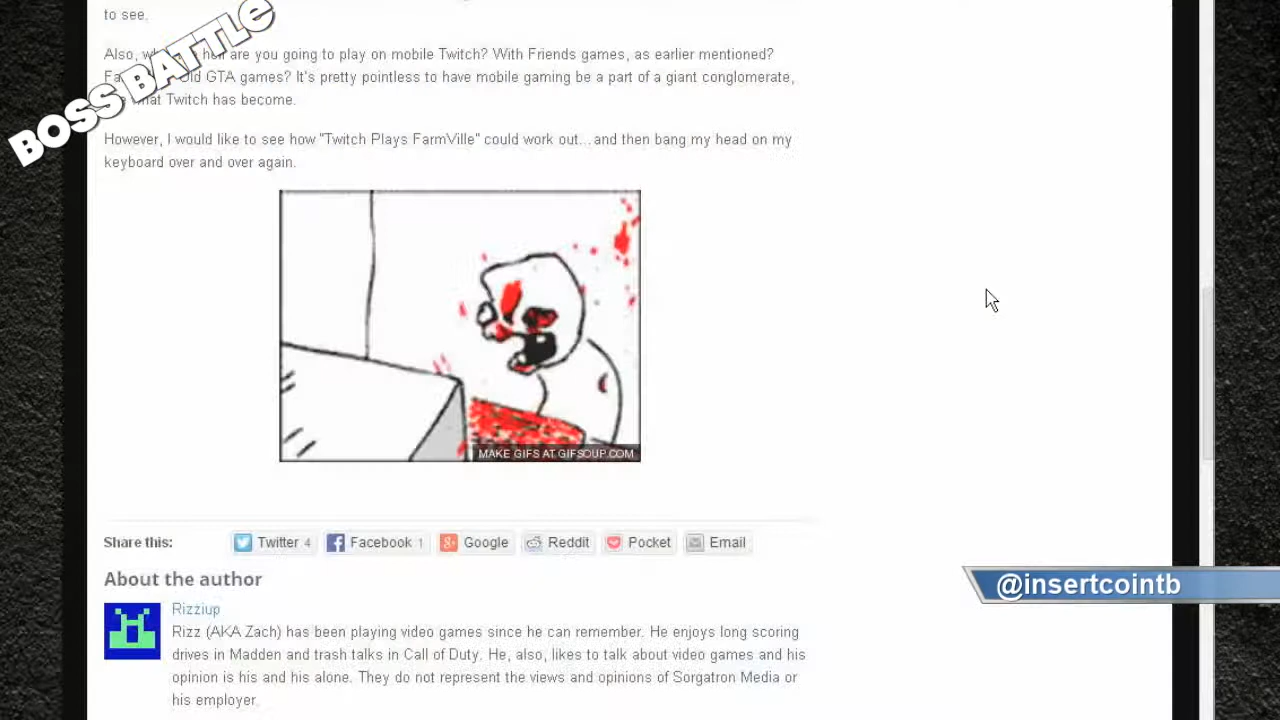 to see.
BOSS BATTLE
Also, are you going to play on mobile Twitch? With Friends games, as earlier mentioned?
Old GTA games? It's pretty pointless to have mobile gaming be a part of a giant conglomerate,
what Twitch has become.
However, I would like to see how "Twitch Plays FarmVille" could work out...and then bang my head on my
keyboard over and over again.
MAKE GIFS AT GIFSOUP.COM
Share this: Twitter 4 Facebook 1 Google Reddit Pocket Email
About the author
@insertcointb
Rizziup
Rizz (AKA Zach) has been playing video games since he can remember. He enjoys long scoring
drives in Madden and trash talks in Call of Duty. He, also, likes to talk about video games and his
opinion is his and his alone. They do not represent the views and opinions of Sorgatron Media or
his employer.